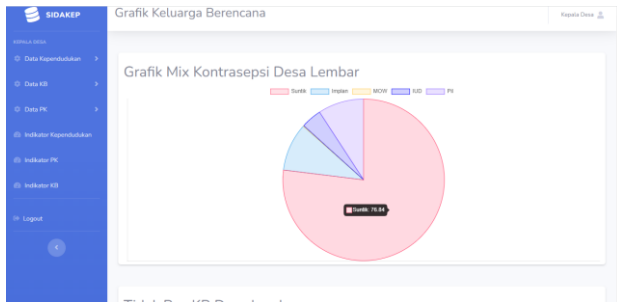 SIDAKEP
Grafik Keluarga Berencana
Kepala Desa
KEPALA DESA
Data Kependudukan
Data KB
Data PK
Indikator Kependudukan
Indikator PK
Indikator KB
Logout
Grafik Mix Kontrasepsi Desa Lembar
Suntik Implan MOW IUD Pil
Suntik: 76.84